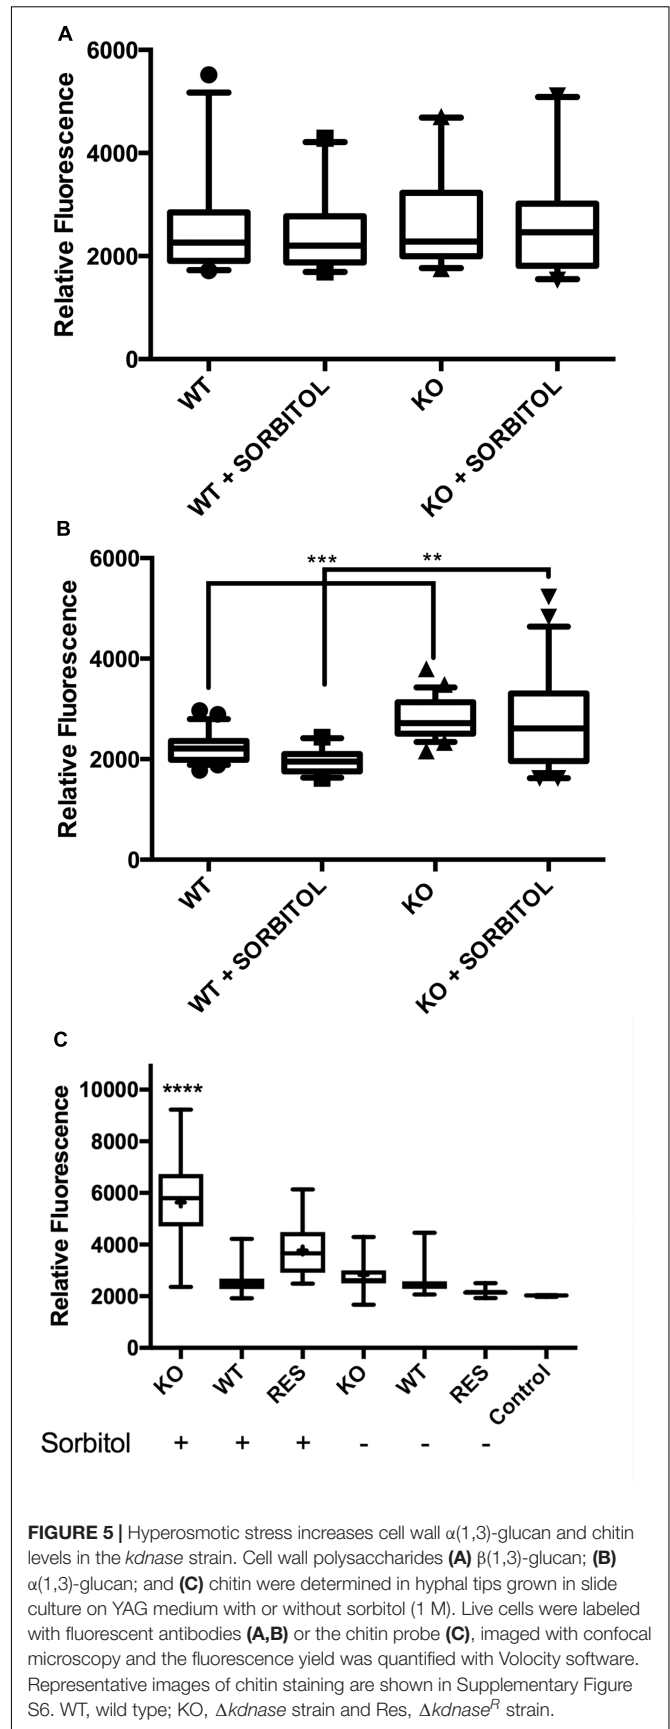 A
6000
4000
2000
0
Relative Fluorescence
WT
WT + SORBITOL
KO
KO + SORBITOL
B
6000
4000
2000
0
Relative Fluorescence
***
**
WT
WT + SORBITOL
KO
KO + SORBITOL
C
10000
8000
6000
4000
2000
0
Relative Fluorescence
****
KO
WT
RES
KO
WT
RES
Control
Sorbitol + + + - - -
FIGURE 5 | Hyperosmotic stress increases cell wall α(1,3)-glucan and chitin
levels in the kdnase strain. Cell wall polysaccharides (A) β(1,3)-glucan; (B)
α(1,3)-glucan; and (C) chitin were determined in hyphal tips grown in slide
culture on YAG medium with or without sorbitol (1 M). Live cells were labeled
with fluorescent antibodies (A,B) or the chitin probe (C), imaged with confocal
microscopy and the fluorescence yield was quantified with Volocity software.
Representative images of chitin staining are shown in Supplementary Figure
S6. WT, wild type; KO, Δkdnase strain and Res, Δkdnaseᴿ strain.